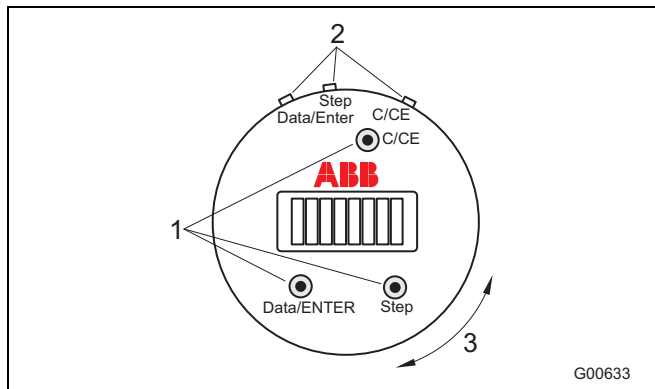 2
Step
Data/Enter C/CE
C/CE
ABB
1
Data/ENTER Step
3
G00633